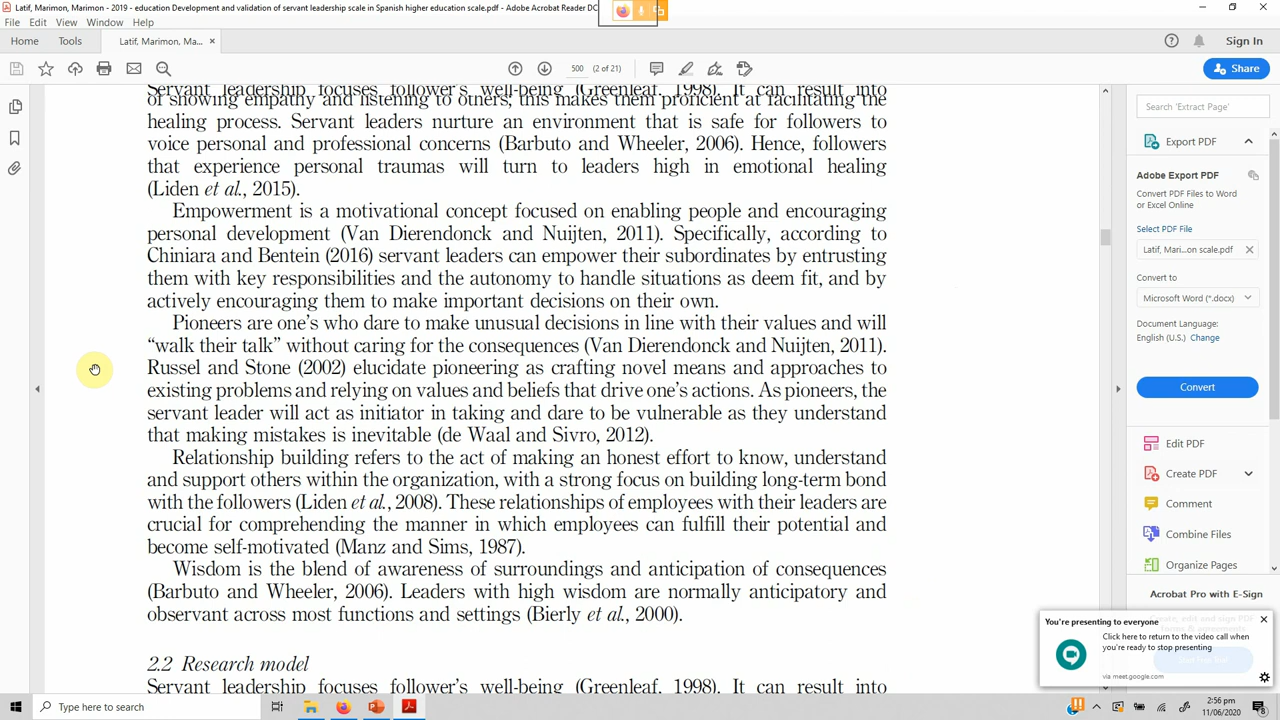 Latif, Marimon, Marimon - 2019 - education Development and validation of servant leadership scale in Spanish higher education scale.pdf - Adobe Acrobat Reader DC
File Edit View Window Help
Home Tools Latif, Marimon, Ma... × Sign In
500 (2 of 21) Share
Servant leadership focuses follower's well-being (Greenleaf, 1998). It can result into
of showing empathy and listening to others; this makes them proficient at facilitating the
healing process. Servant leaders nurture an environment that is safe for followers to
voice personal and professional concerns (Barbuto and Wheeler, 2006). Hence, followers
that experience personal traumas will turn to leaders high in emotional healing
(Liden et al., 2015).
Empowerment is a motivational concept focused on enabling people and encouraging
personal development (Van Dierendonck and Nuijten, 2011). Specifically, according to
Chiniara and Bentein (2016) servant leaders can empower their subordinates by entrusting
them with key responsibilities and the autonomy to handle situations as deem fit, and by
actively encouraging them to make important decisions on their own.
Pioneers are one's who dare to make unusual decisions in line with their values and will
“walk their talk” without caring for the consequences (Van Dierendonck and Nuijten, 2011).
Russel and Stone (2002) elucidate pioneering as crafting novel means and approaches to
existing problems and relying on values and beliefs that drive one's actions. As pioneers, the
servant leader will act as initiator in taking and dare to be vulnerable as they understand
that making mistakes is inevitable (de Waal and Sivro, 2012).
Relationship building refers to the act of making an honest effort to know, understand
and support others within the organization, with a strong focus on building long-term bond
with the followers (Liden et al., 2008). These relationships of employees with their leaders are
crucial for comprehending the manner in which employees can fulfill their potential and
become self-motivated (Manz and Sims, 1987).
Wisdom is the blend of awareness of surroundings and anticipation of consequences
(Barbuto and Wheeler, 2006). Leaders with high wisdom are normally anticipatory and
observant across most functions and settings (Bierly et al., 2000).
2.2 Research model
Servant leadership focuses follower's well-being (Greenleaf, 1998). It can result into
Search 'Extract Page'
Export PDF
Adobe Export PDF
Convert PDF Files to Word
or Excel Online
Select PDF File
Latif, Mari...on scale.pdf
Convert to
Microsoft Word (*.docx)
Document Language:
English (U.S.) Change
Convert
Edit PDF
Create PDF
Comment
Combine Files
Organize Pages
Acrobat Pro with E-Sign
You're presenting to everyone
Click here to return to the video call when
you're ready to stop presenting
via meet.google.com
Type here to search
2:56 pm
11/06/2020
8